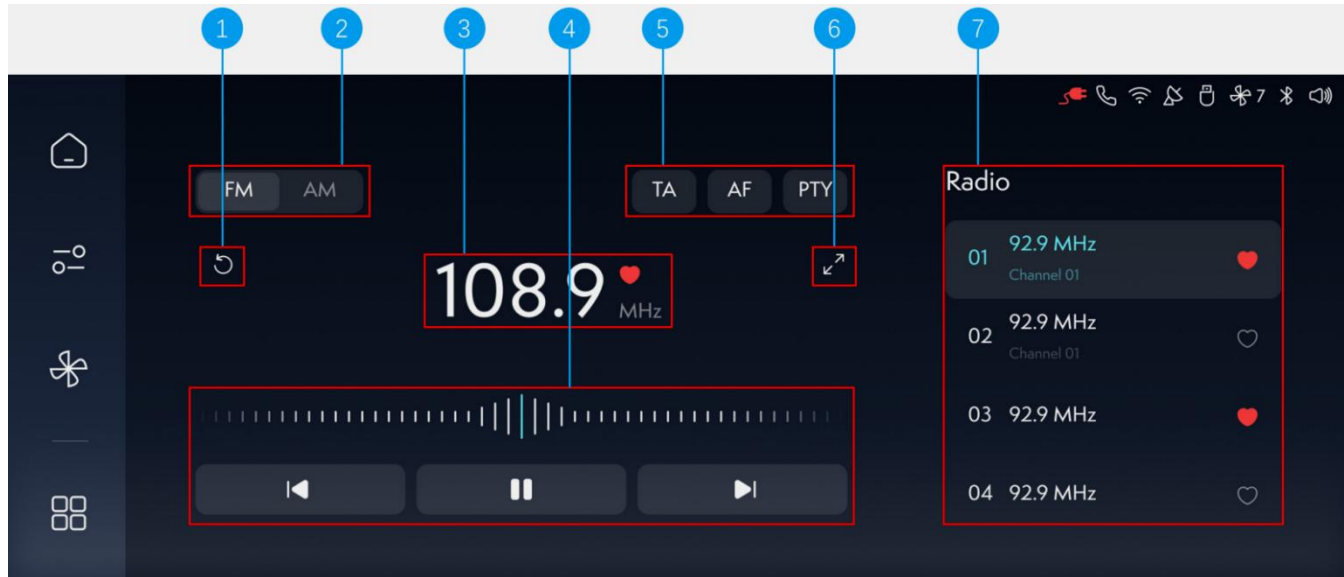 1 2 3 4 5 6 7
7
FM AM
TA AF PTY
108.9 MHz
Radio
01 92.9 MHz
Channel 01
02 92.9 MHz
Channel 01
03 92.9 MHz
04 92.9 MHz